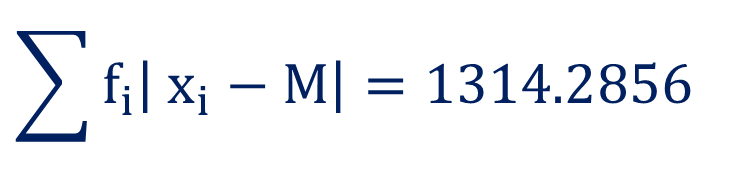 ∑ fᵢ| xᵢ − M| = 1314.2856